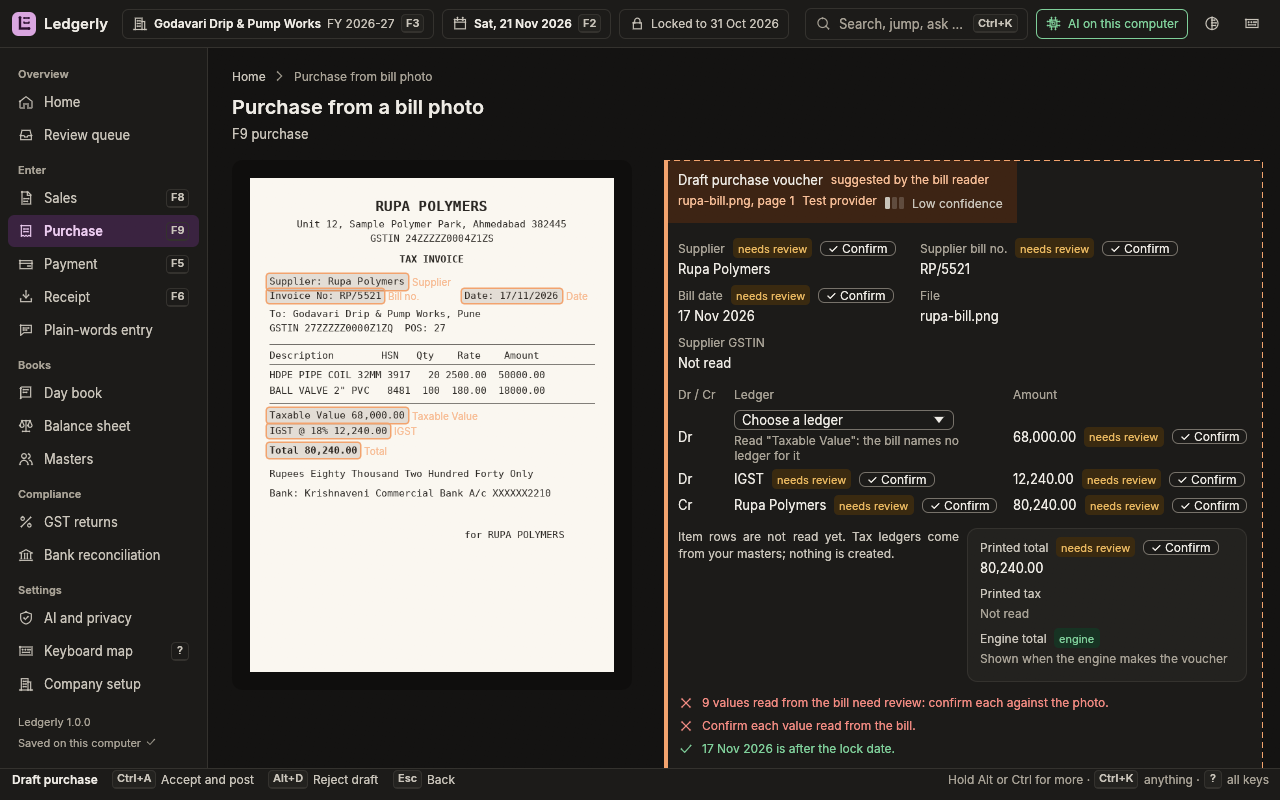 Ledgerly
Godavari Drip & Pump Works FY 2026-27 F3
Sat, 21 Nov 2026 F2
Locked to 31 Oct 2026
Search, jump, ask ... Ctrl+K
AI on this computer
Overview
Home
Review queue
Enter
Sales F8
Purchase F9
Payment F5
Receipt F6
Plain-words entry
Books
Day book
Balance sheet
Masters
Compliance
GST returns
Bank reconciliation
Settings
AI and privacy
Keyboard map ?
Company setup
Ledgerly 1.0.0
Saved on this computer
Home Purchase from bill photo
Purchase from a bill photo
F9 purchase
RUPA POLYMERS
Unit 12, Sample Polymer Park, Ahmedabad 382445
GSTIN 24ZZZZZ0004Z1ZS
TAX INVOICE
Supplier: Rupa Polymers Supplier
Invoice No: RP/5521 Bill no. Date: 17/11/2026 Date
To: Godavari Drip & Pump Works, Pune
GSTIN 27ZZZZZ0000Z1ZQ POS: 27
Description HSN Qty Rate Amount
HDPE PIPE COIL 32MM 3917 20 2500.00 50000.00
BALL VALVE 2" PVC 8481 100 180.00 18000.00
Taxable Value 68,000.00 Taxable Value
IGST @ 18% 12,240.00 IGST
Total 80,240.00 Total
Rupees Eighty Thousand Two Hundred Forty Only
Bank: Krishnaveni Commercial Bank A/c XXXXXX2210
for RUPA POLYMERS
Draft purchase voucher suggested by the bill reader
rupa-bill.png, page 1 Test provider Low confidence
Supplier needs review Confirm
Rupa Polymers
Supplier bill no. needs review Confirm
RP/5521
Bill date needs review Confirm
17 Nov 2026
File
rupa-bill.png
Supplier GSTIN
Not read
Dr / Cr Ledger Amount
Choose a ledger
Dr Read "Taxable Value": the bill names no ledger for it 68,000.00 needs review Confirm
Dr IGST needs review Confirm 12,240.00 needs review Confirm
Cr Rupa Polymers needs review Confirm 80,240.00 needs review Confirm
Item rows are not read yet. Tax ledgers come
from your masters; nothing is created.
Printed total needs review Confirm
80,240.00
Printed tax
Not read
Engine total engine
Shown when the engine makes the voucher
9 values read from the bill need review: confirm each against the photo.
Confirm each value read from the bill.
17 Nov 2026 is after the lock date.
Draft purchase Ctrl+A Accept and post Alt+D Reject draft Esc Back
Hold Alt or Ctrl for more · Ctrl+K anything · ? all keys